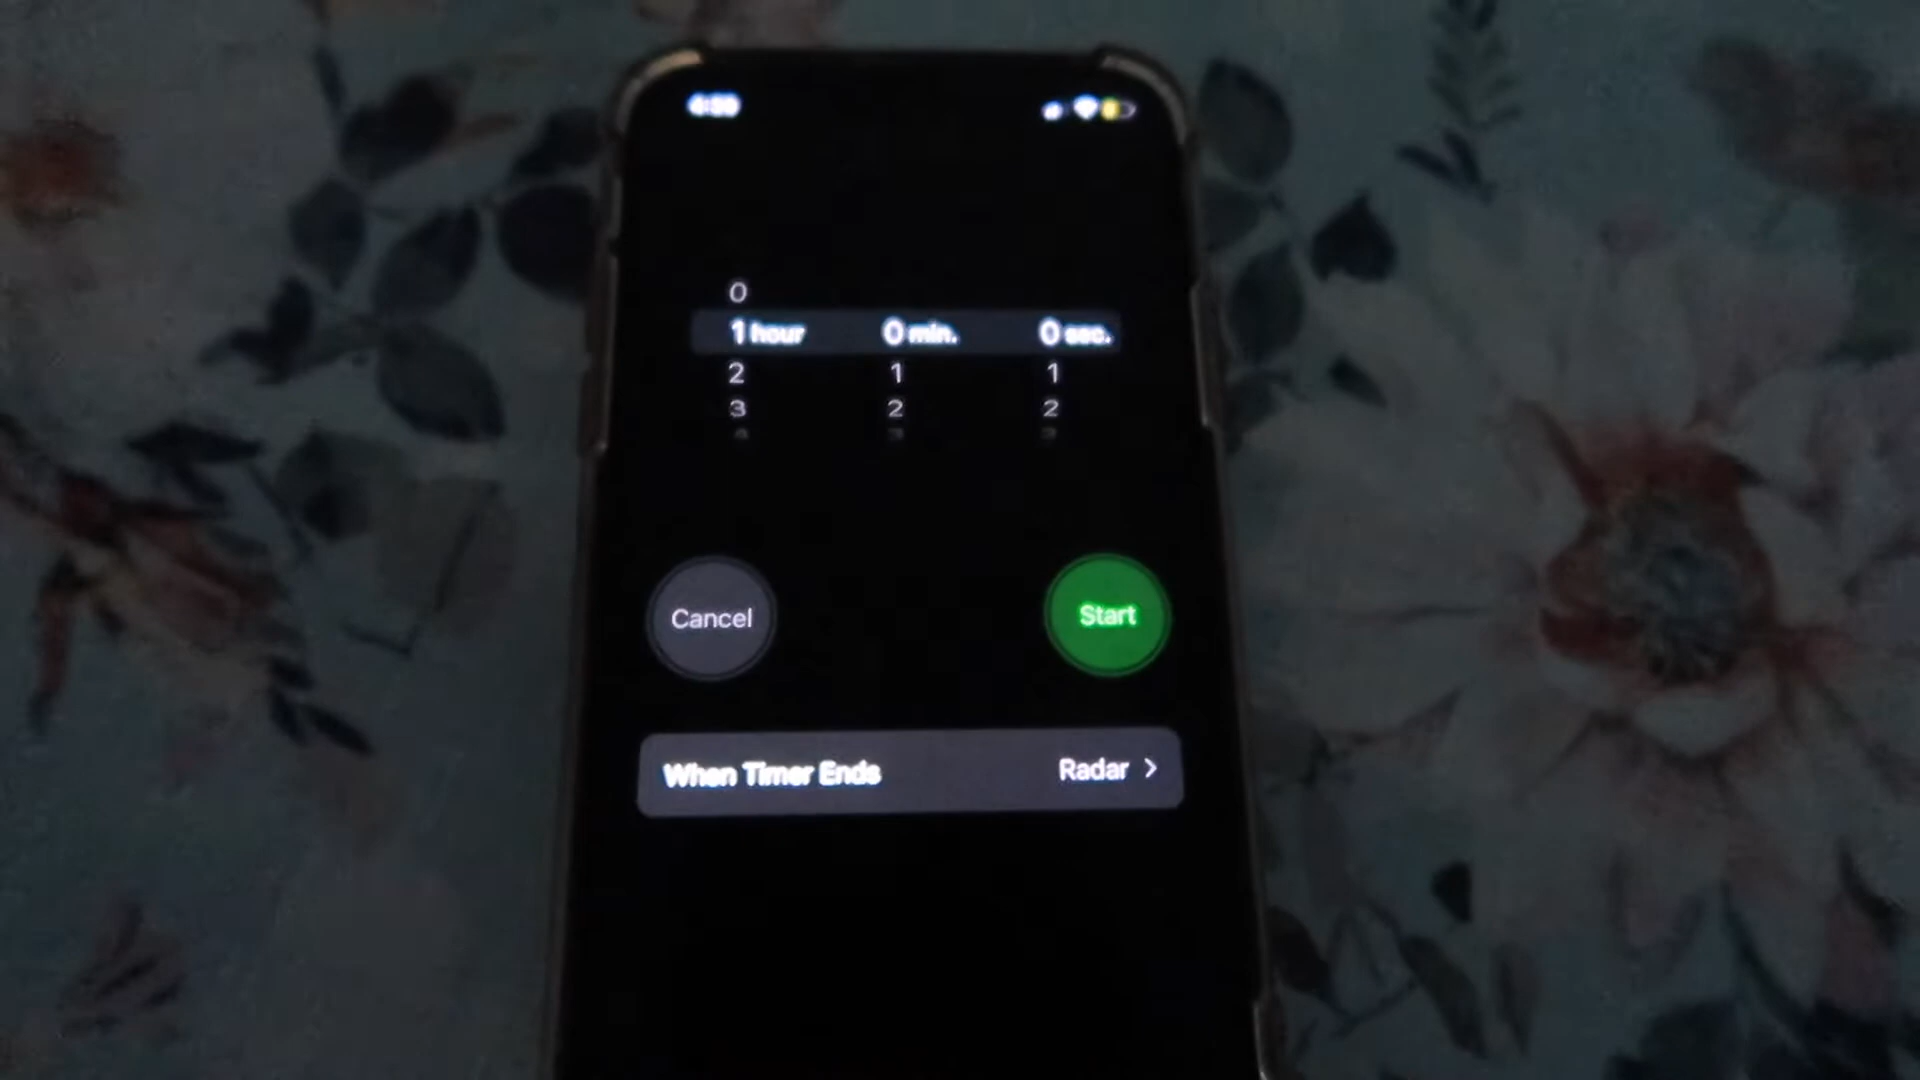 0
1 hour 0 min. 0 sec.
2 1 1
3 2 2
Cancel Start
When Timer Ends Radar >